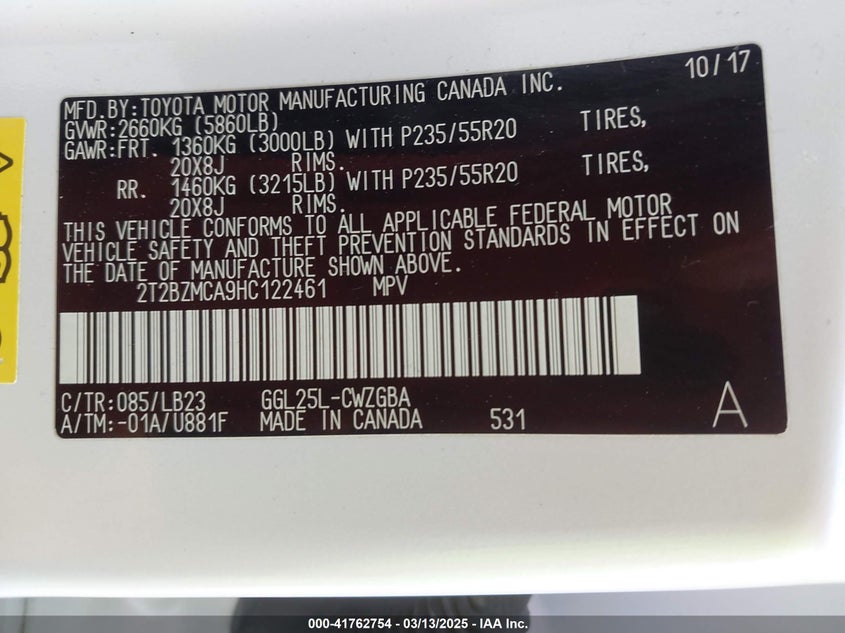 10/17
MFD.BY:TOYOTA MOTOR MANUFACTURING CANADA INC.
GVWR:2660KG (5860LB)
GAWR:FRT. 1360KG (3000LB) WITH P235/55R20 TIRES,
20X8J RIMS.
RR. 1460KG (3215LB) WITH P235/55R20 TIRES,
20X8J RIMS.
THIS VEHICLE CONFORMS TO ALL APPLICABLE FEDERAL MOTOR
VEHICLE SAFETY AND THEFT PREVENTION STANDARDS IN EFFECT ON
THE DATE OF MANUFACTURE SHOWN ABOVE.
2T2BZMCA9HC122461 MPV
C/TR:085/LB23 GGL25L-CWZGBA
A/TM:-01A/U881F MADE IN CANADA 531 A
000-41762754 / 03/13/2025 - IAA Inc.